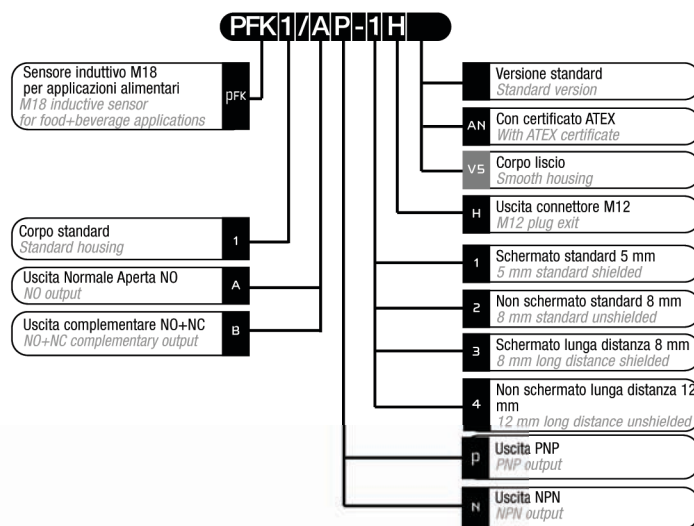 PFK1/AP-1H
Sensore induttivo M18
per applicazioni alimentari
M18 inductive sensor
for food+beverage applications
PFK
Corpo standard
Standard housing
1
Uscita Normale Aperta NO
NO output
A
Uscita complementare NO+NC
NO+NC complementary output
B
Versione standard
Standard version
AN
Con certificato ATEX
With ATEX certificate
VS
Corpo liscio
Smooth housing
H
Uscita connettore M12
M12 plug exit
1
Schermato standard 5 mm
5 mm standard shielded
2
Non schermato standard 8 mm
8 mm standard unshielded
3
Schermato lunga distanza 8 mm
8 mm long distance shielded
4
Non schermato lunga distanza 12
mm
12 mm long distance unshielded
P
Uscita PNP
PNP output
N
Uscita NPN
NPN output